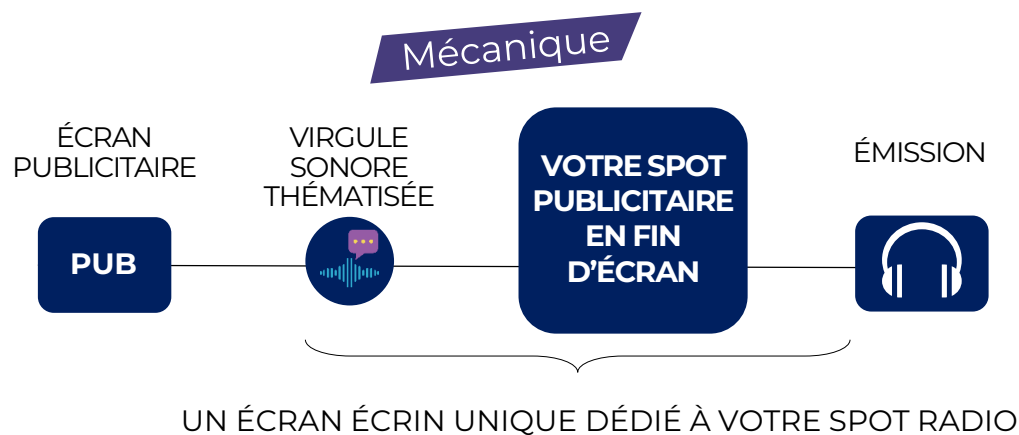 Mécanique
ÉCRAN
PUBLICITAIRE
PUB
VIRGULE
SONORE
THÉMATISÉE
VOTRE SPOT
PUBLICITAIRE
EN FIN
D’ÉCRAN
ÉMISSION
UN ÉCRAN ÉCRIN UNIQUE DÉDIÉ À VOTRE SPOT RADIO